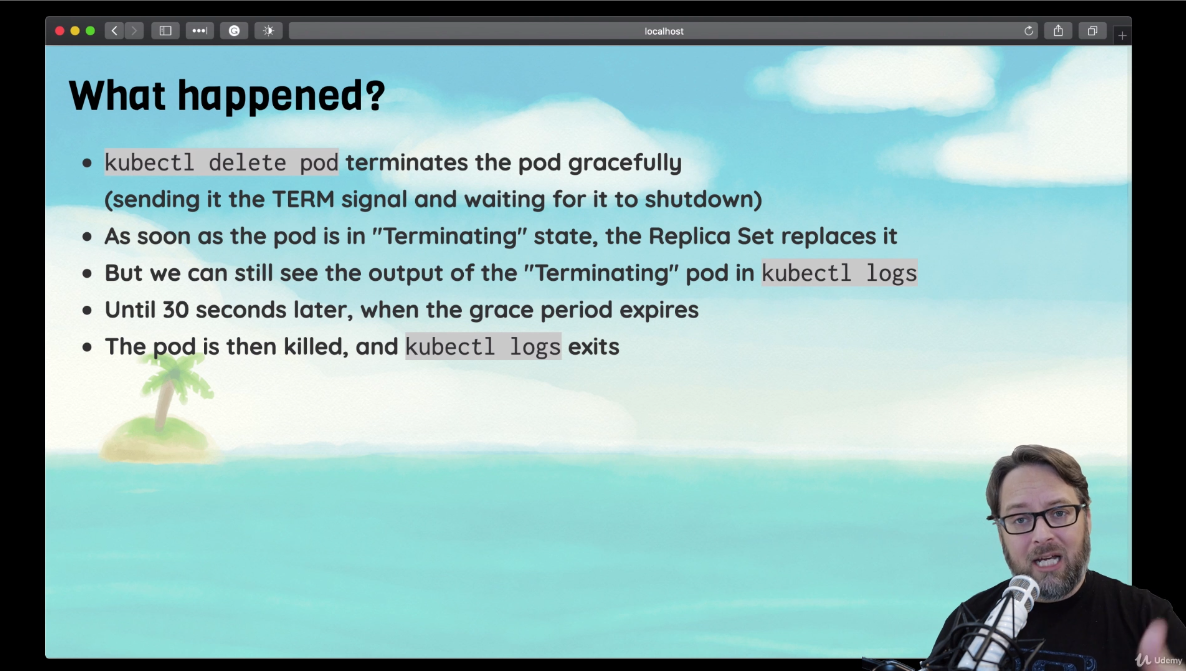 localhost
What happened?
• kubectl delete pod terminates the pod gracefully
(sending it the TERM signal and waiting for it to shutdown)
• As soon as the pod is in "Terminating" state, the Replica Set replaces it
• But we can still see the output of the "Terminating" pod in kubectl logs
• Until 30 seconds later, when the grace period expires
• The pod is then killed, and kubectl logs exits
Udemy